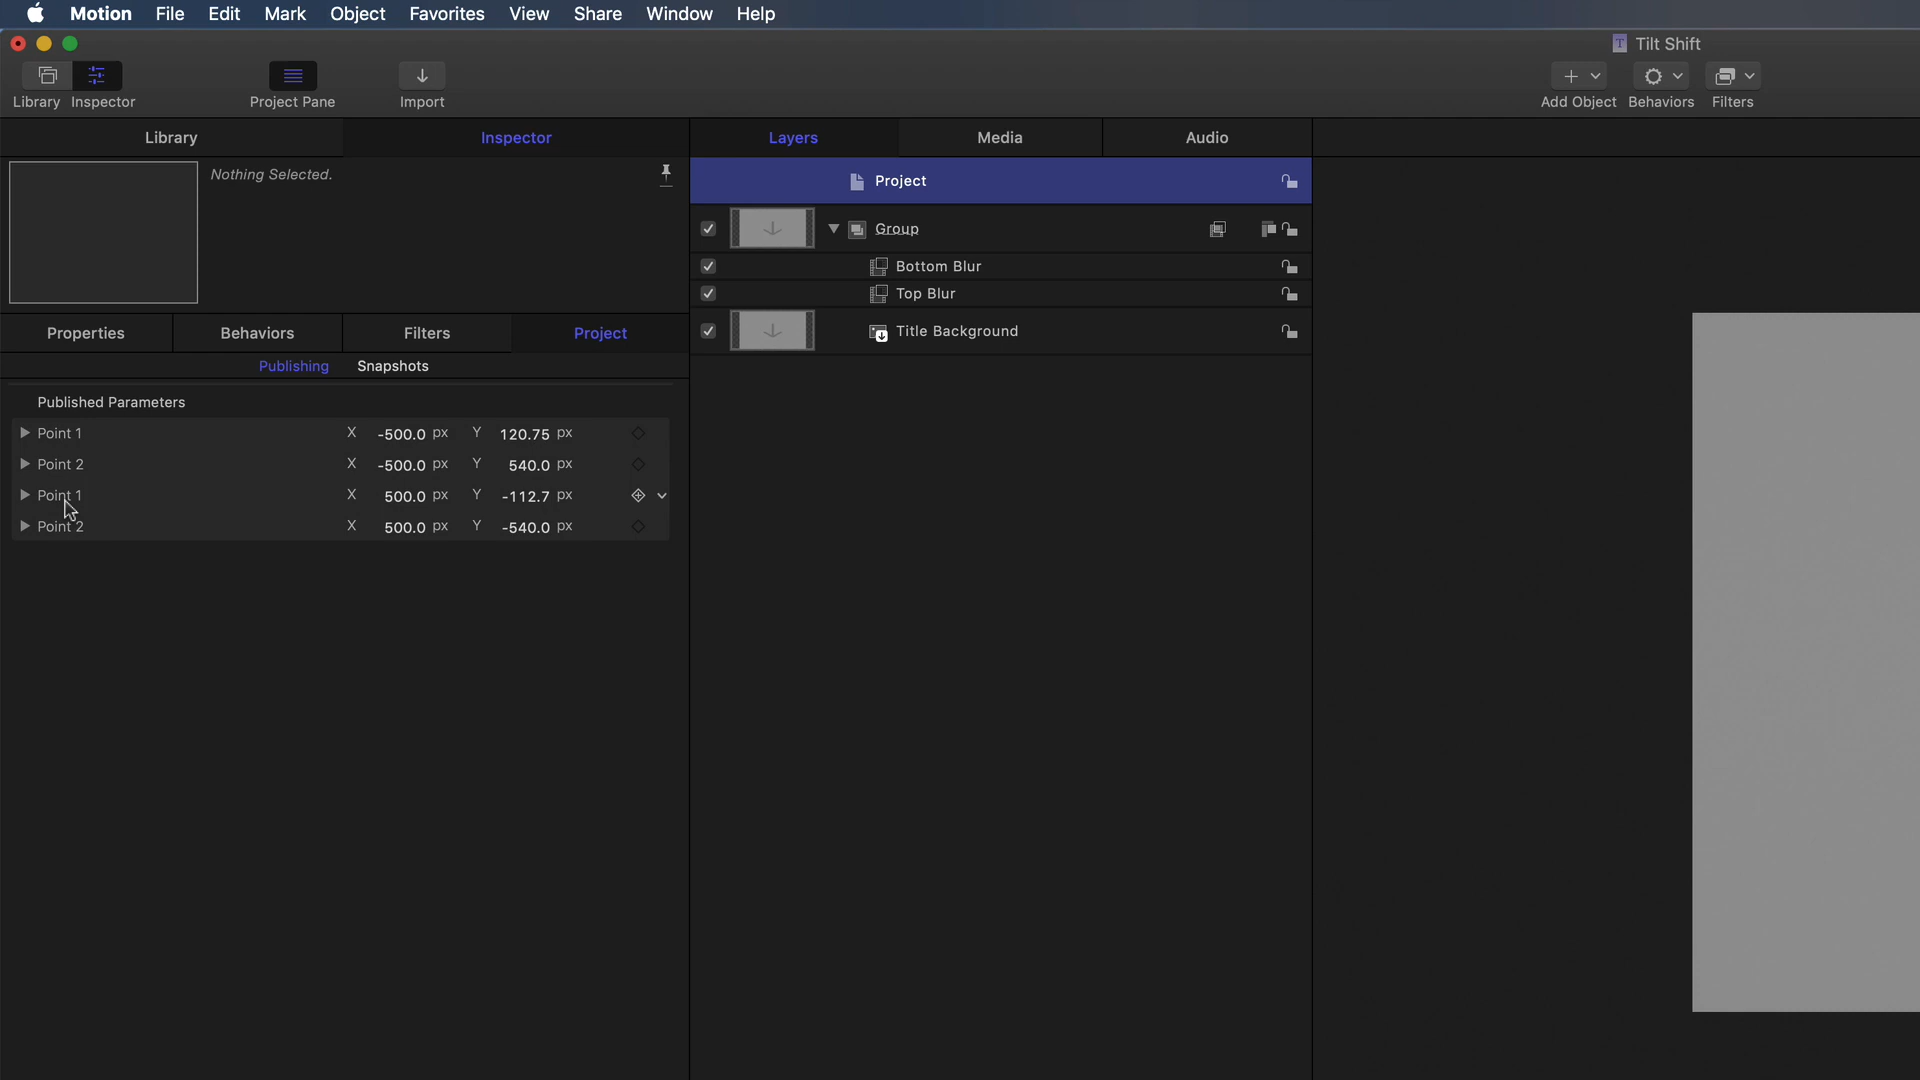 Motion File Edit Mark Object Favorites View Share Window Help
Tilt Shift
Library Inspector Project Pane Import Add Object Behaviors Filters
Library Inspector Layers Media Audio
Nothing Selected.
Project
Group
Bottom Blur
Top Blur
Title Background
Properties Behaviors Filters Project
Publishing Snapshots
Published Parameters
Point 1 X -500.0 px Y 120.75 px
Point 2 X -500.0 px Y 540.0 px
Point 1 X 500.0 px Y -112.7 px
Point 2 X 500.0 px Y -540.0 px